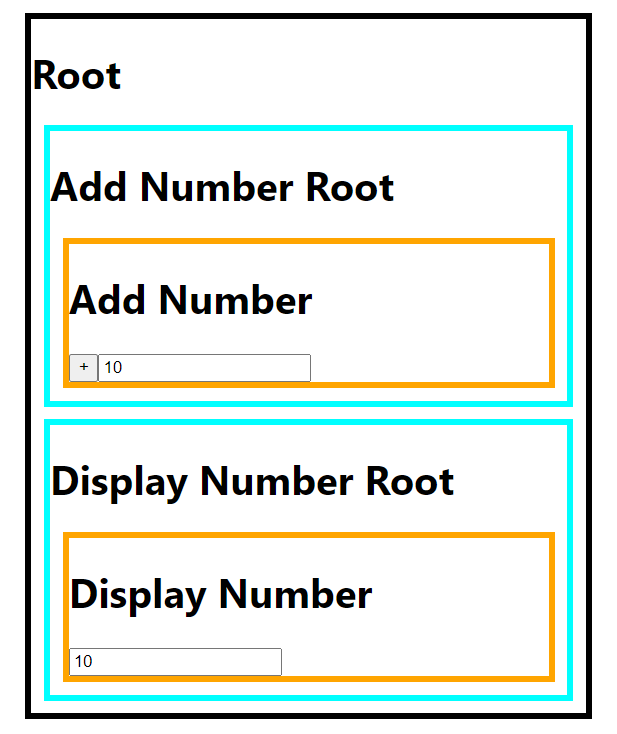 Root
Add Number Root
Add Number
+ 10
Display Number Root
Display Number
10